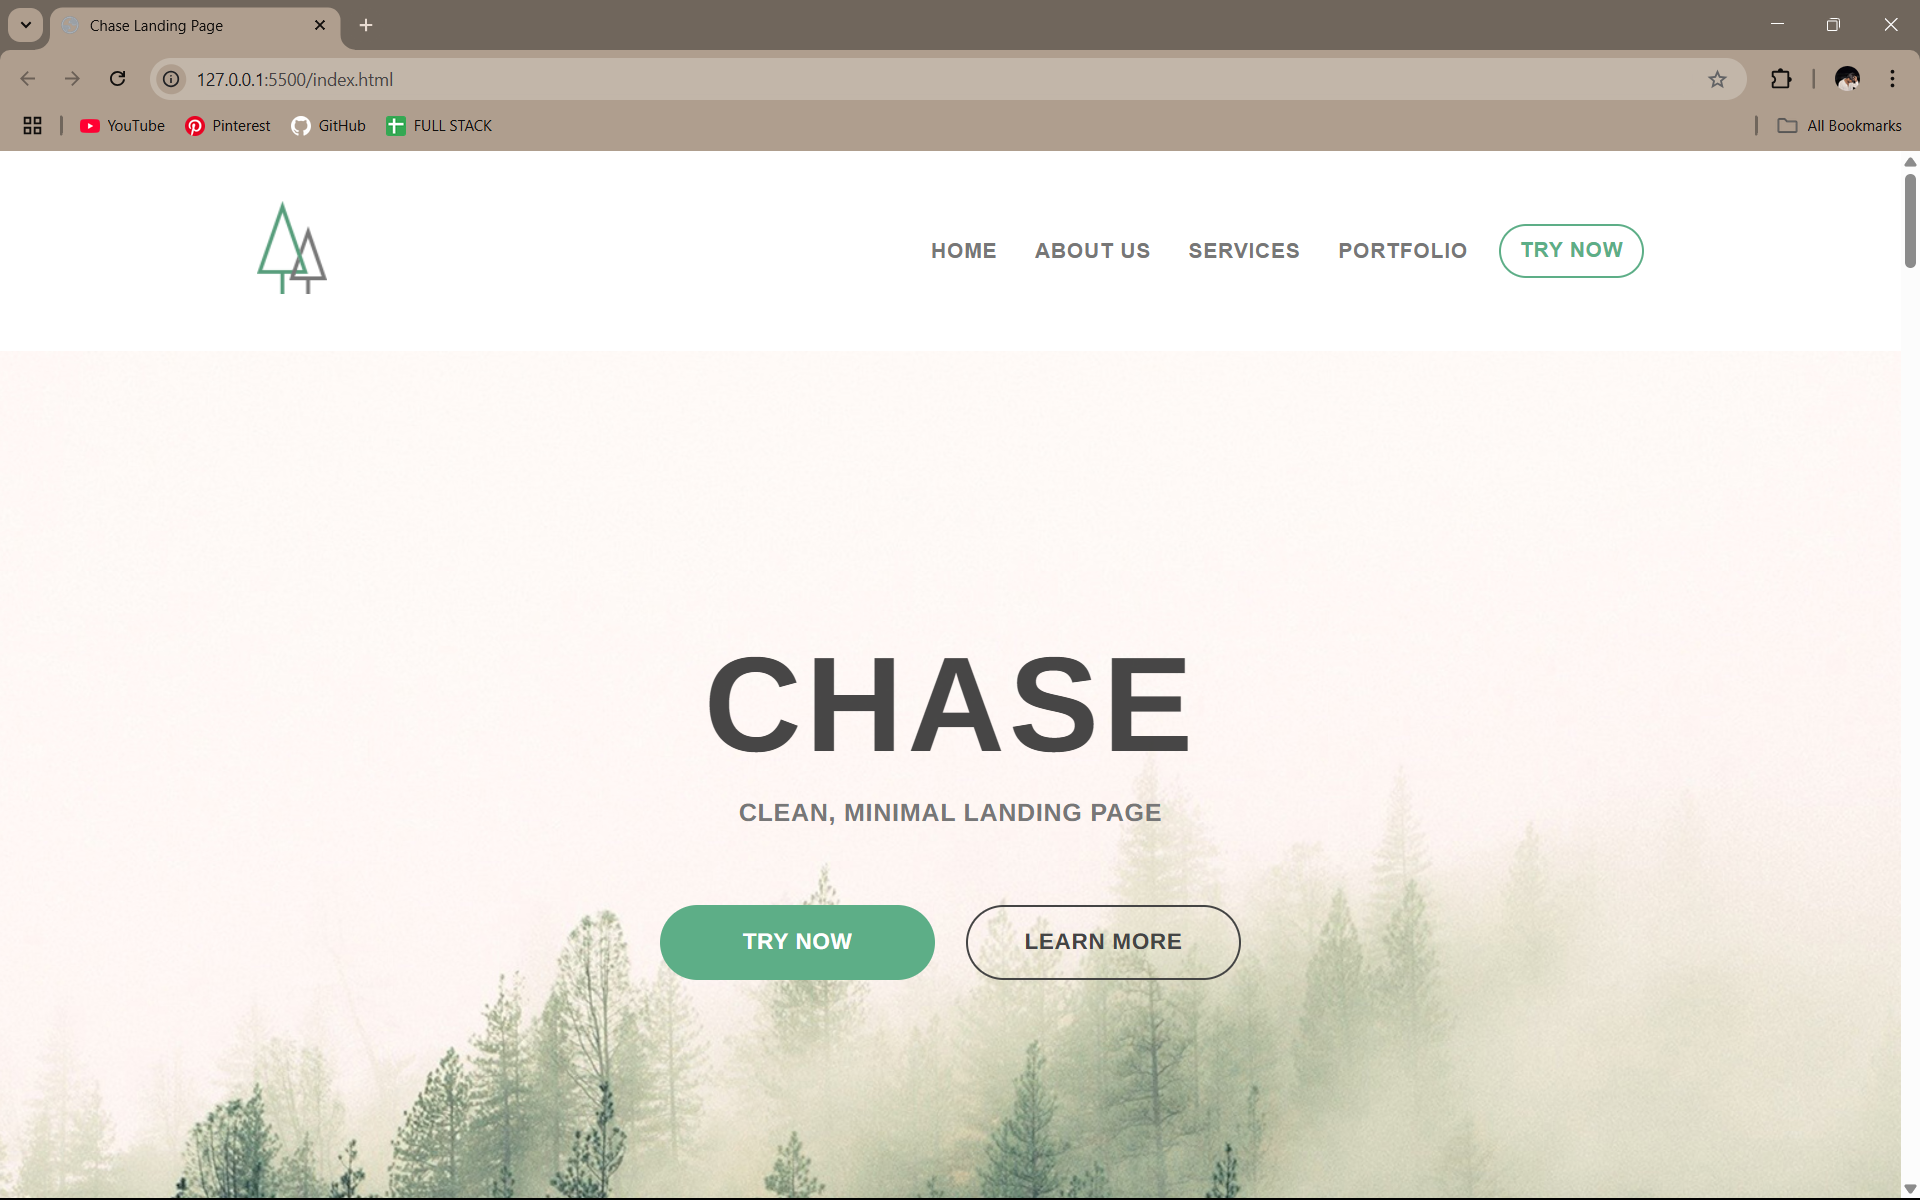 Chase Landing Page
127.0.0.1:5500/index.html
YouTube Pinterest GitHub FULL STACK All Bookmarks
HOME ABOUT US SERVICES PORTFOLIO TRY NOW
CHASE
CLEAN, MINIMAL LANDING PAGE
TRY NOW LEARN MORE